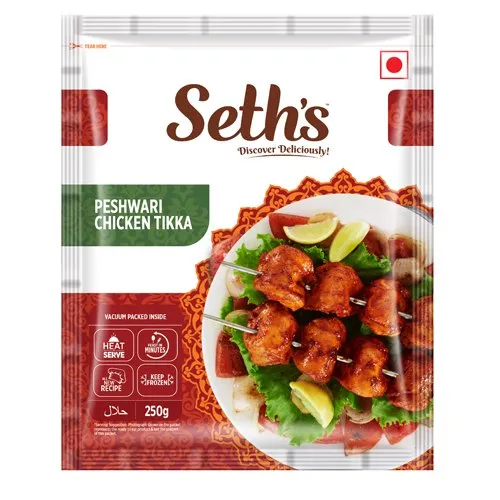 TEAR HERE
Seth's
Discover Deliciously!
PESHWARI
CHICKEN TIKKA
VACUUM PACKED INSIDE
HEAT
SERVE
MINUTES
ALL
NEW
RECIPE
KEEP
FROZEN
حلال
250g